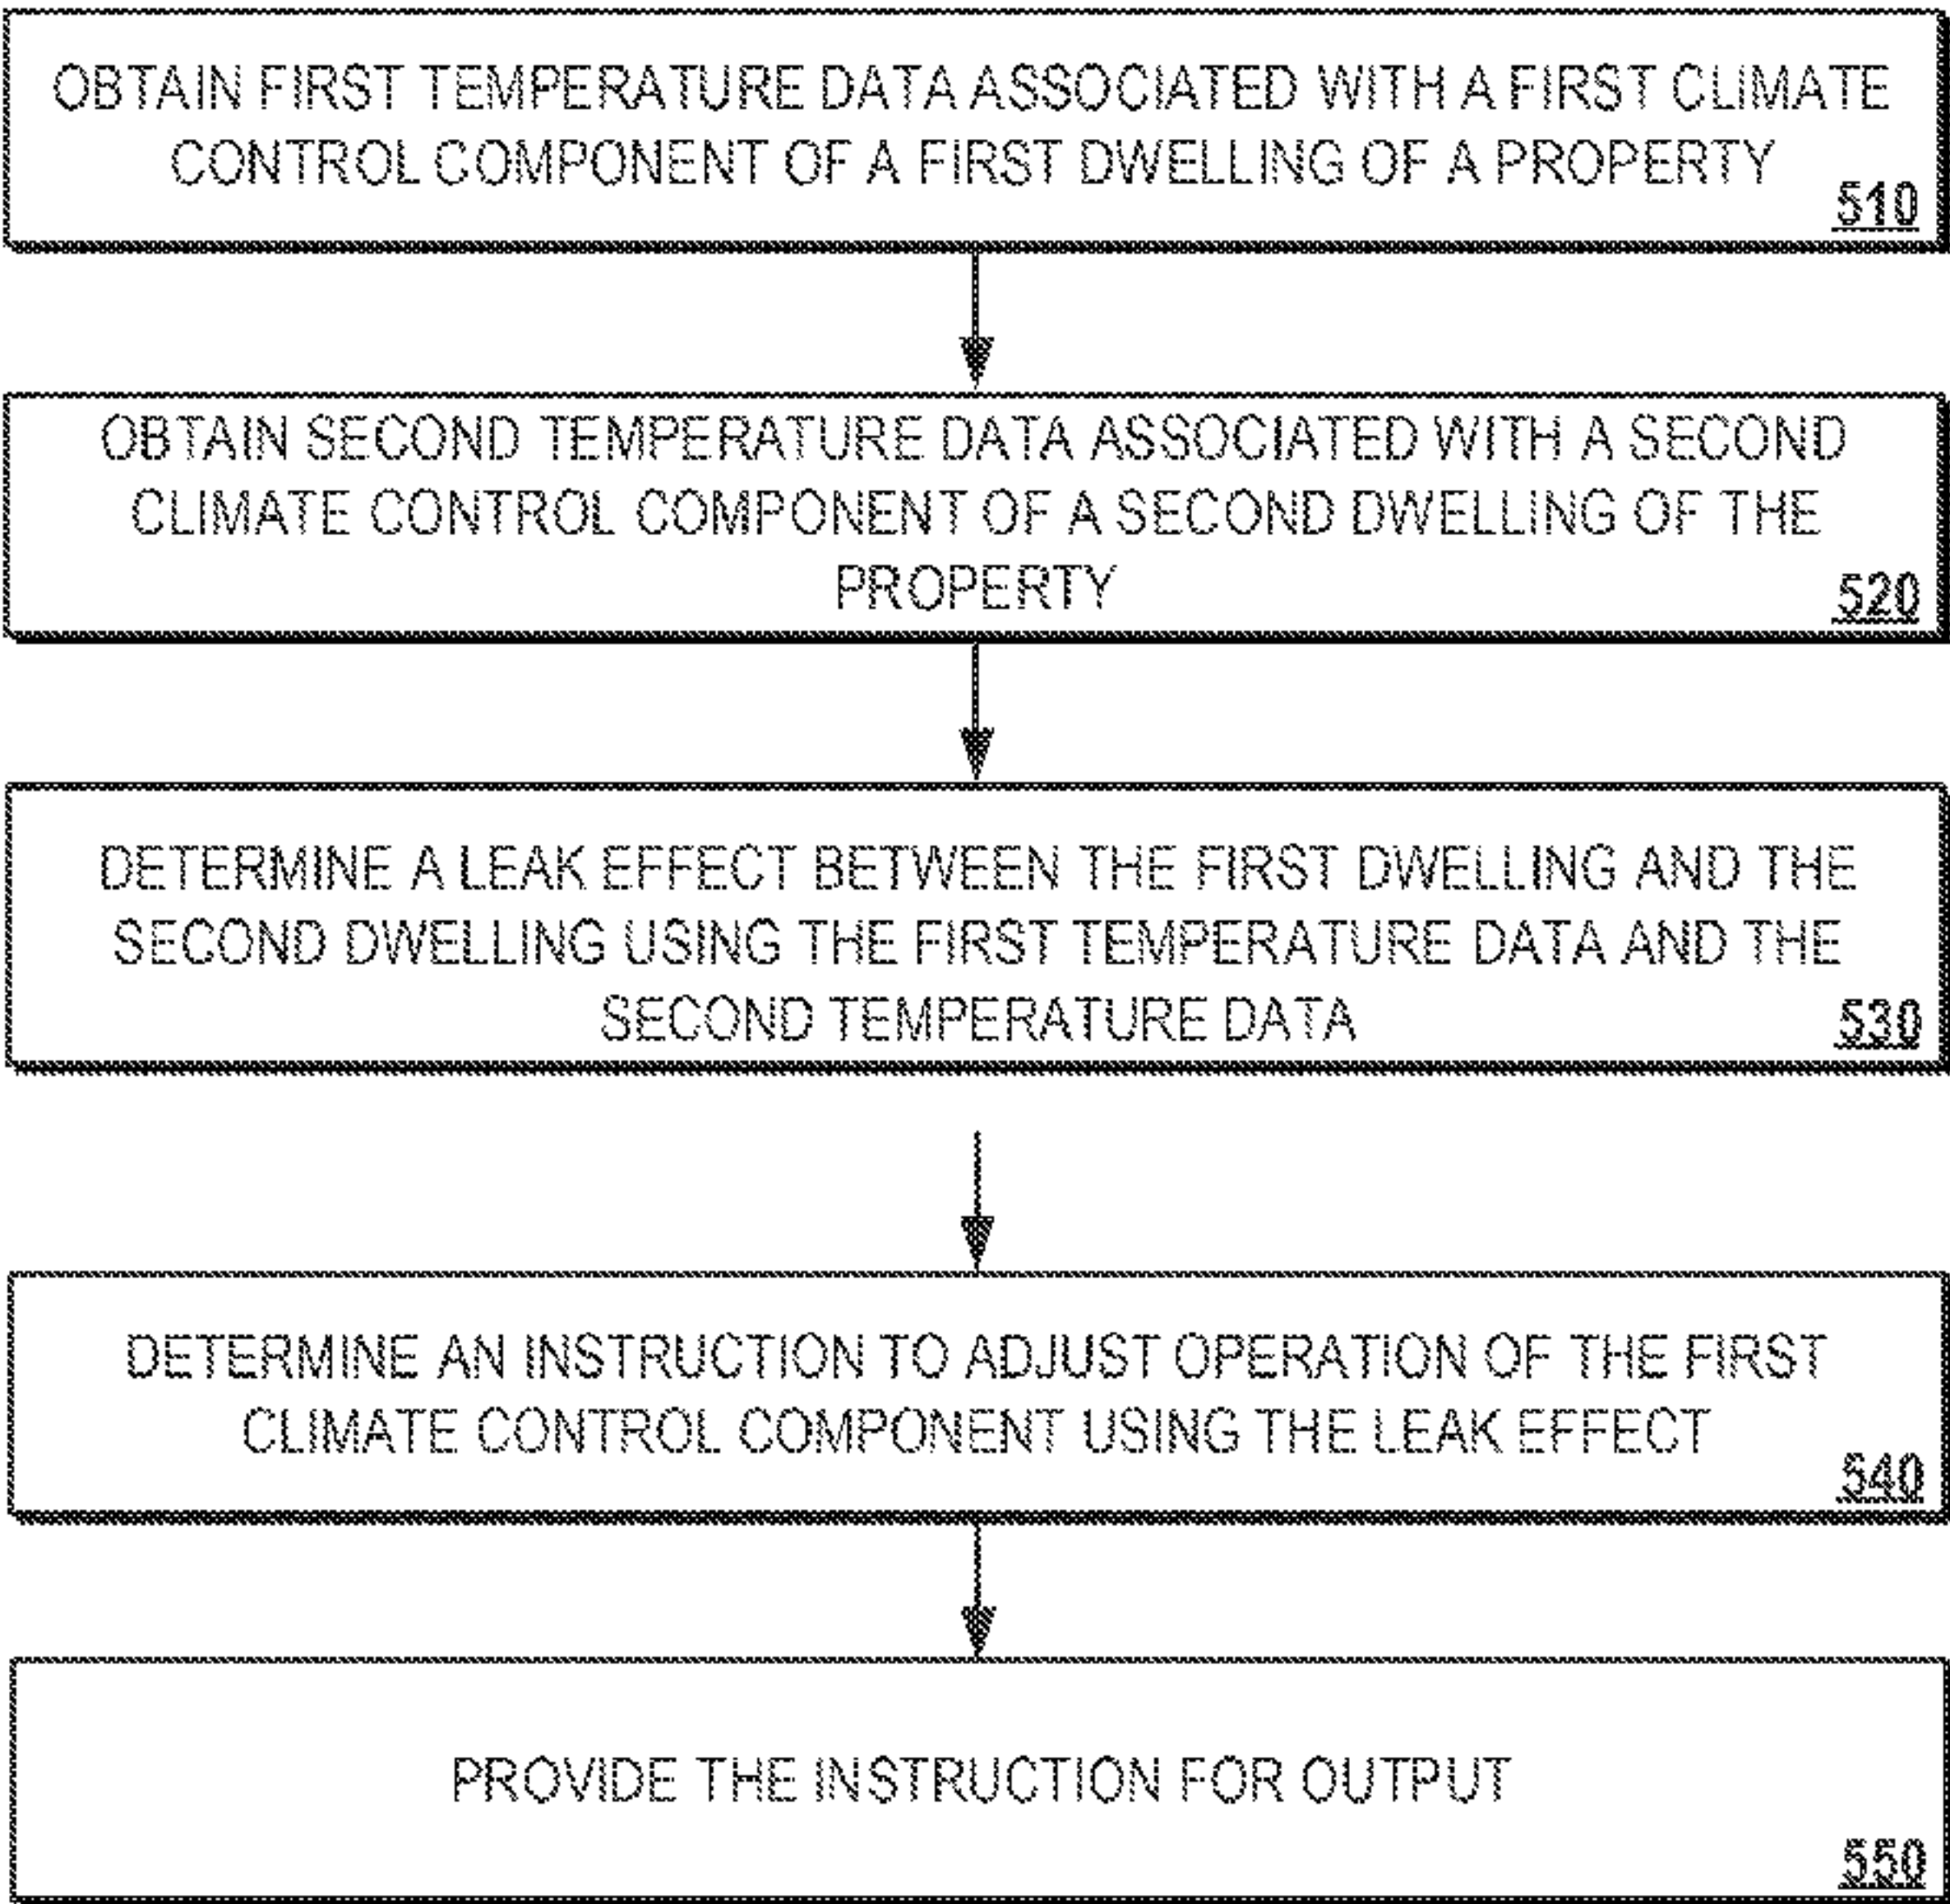 OBTAIN FIRST TEMPERATURE DATA ASSOCIATED WITH A FIRST CLIMATE
CONTROL COMPONENT OF A FIRST DWELLING OF A PROPERTY
510
OBTAIN SECOND TEMPERATURE DATA ASSOCIATED WITH A SECOND
CLIMATE CONTROL COMPONENT OF A SECOND DWELLING OF THE
PROPERTY
520
DETERMINE A LEAK EFFECT BETWEEN THE FIRST DWELLING AND THE
SECOND DWELLING USING THE FIRST TEMPERATURE DATA AND THE
SECOND TEMPERATURE DATA
530
DETERMINE AN INSTRUCTION TO ADJUST OPERATION OF THE FIRST
CLIMATE CONTROL COMPONENT USING THE LEAK EFFECT
540
PROVIDE THE INSTRUCTION FOR OUTPUT
550